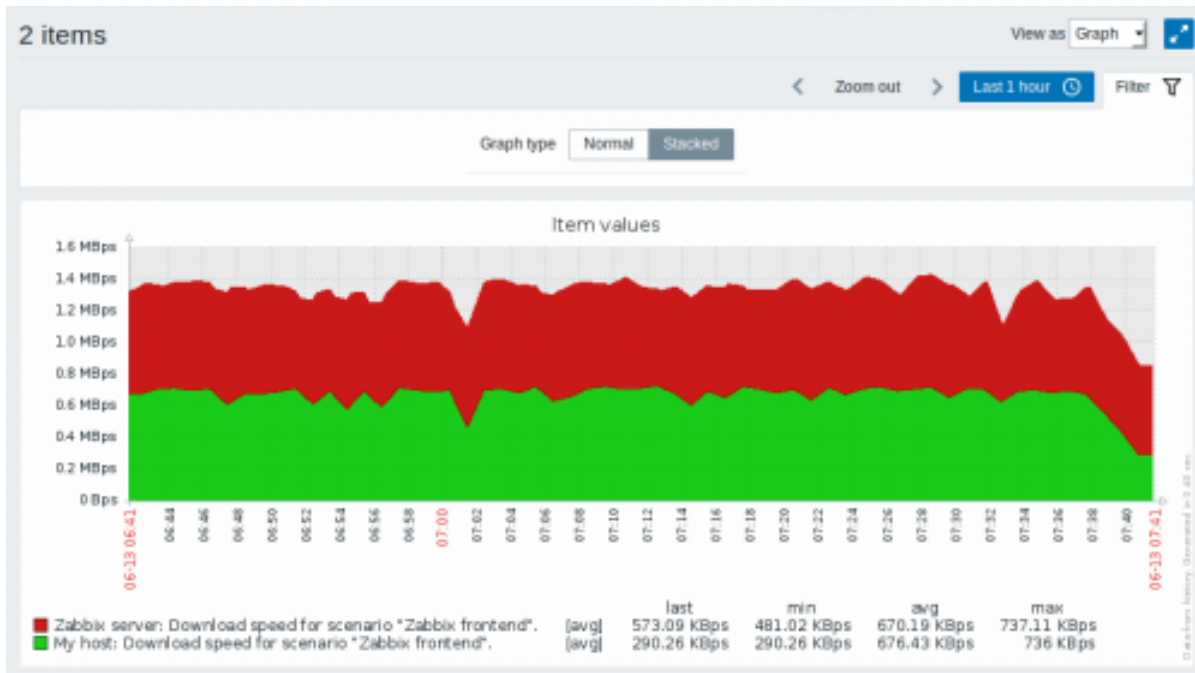 2 items
View as Graph
Zoom out Last 1 hour Filter
Graph type Normal Stacked
Item values
1.6 MBps
1.4 MBps
1.2 MBps
1.0 MBps
0.8 MBps
0.6 MBps
0.4 MBps
0.2 MBps
0 Bps
06-13 06:41 06:44 06:46 06:48 06:50 06:52 06:54 06:56 06:58 07:00 07:02 07:04 07:06 07:08 07:10 07:12 07:14 07:16 07:18 07:20 07:22 07:24 07:26 07:28 07:30 07:32 07:34 07:36 07:38 07:40 06-13 07:41
last min avg max
Zabbix server: Download speed for scenario "Zabbix frontend". [avg] 573.09 KBps 481.02 KBps 670.19 KBps 737.11 KBps
My host: Download speed for scenario "Zabbix frontend". [avg] 290.26 KBps 290.26 KBps 676.43 KBps 736 KBps
Data from history. Generated in 0.48 sec